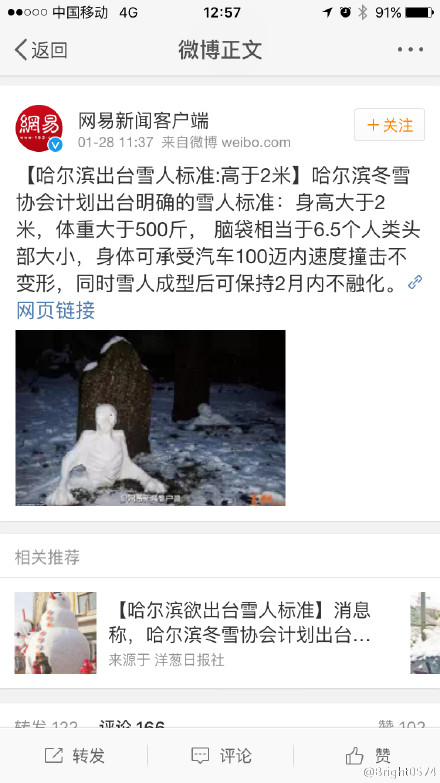 中国移动 4G 12:57 91%
返回 微博正文
網易
www.163.com
网易新闻客户端
+关注
01-28 11:37 来自微博 weibo.com
【哈尔滨出台雪人标准:高于2米】哈尔滨冬雪
协会计划出台明确的雪人标准：身高大于2
米，体重大于500斤， 脑袋相当于6.5个人类头
部大小，身体可承受汽车100迈内速度撞击不
变形，同时雪人成型后可保持2月内不融化。
网页链接
@网易新闻客户端
相关推荐
【哈尔滨欲出台雪人标准】消息
称，哈尔滨冬雪协会计划出台...
来源于 洋葱日报社
转发 122 评论 166 赞 102
转发 评论 赞
@Bright0574